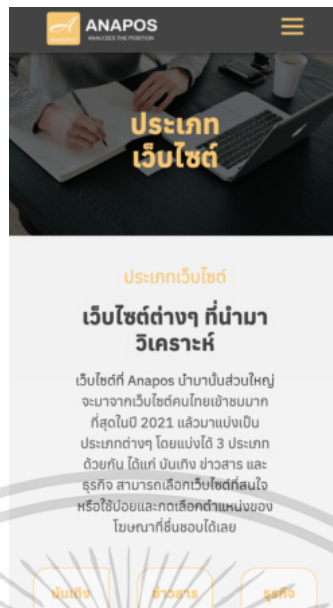 ANAPOS
ANALYZES THE POSITION
ประเภท
เว็บไซต์
ประเภทเว็บไซต์
เว็บไซต์ต่างๆ ที่นำมา
วิเคราะห์
เว็บไซต์ที่ Anapos นำมานั้นส่วนใหญ่
จะมาจากเว็บไซต์คนไทยเข้าชมมาก
ที่สุดในปี 2021 แล้วมาแบ่งเป็น
ประเภทต่างๆ โดยแบ่งได้ 3 ประเภท
ด้วยกัน ได้แก่ บันเทิง ข่าวสาร และ
ธุรกิจ สามารถเลือกเว็บไซต์ที่สนใจ
หรือใช้บ่อยและกดเลือกตำแหน่งของ
โฆษณาที่ชื่นชอบได้เลย
บันเทิง ข่าวสาร ธุรกิจ